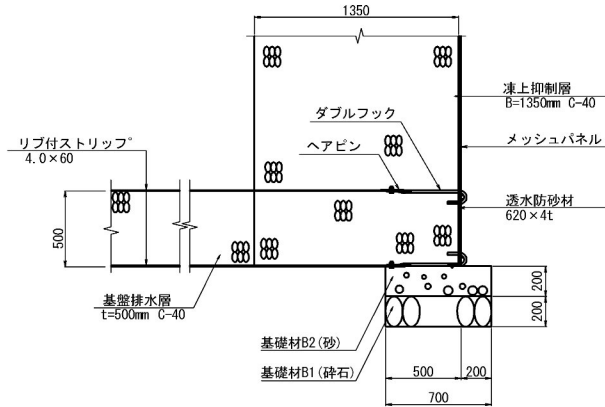 1350
凍上抑制層
B=1350mm C-40
ダブルフック
ヘアピン
メッシュパネル
リブ付ストリップ
4.0×60
透水防砂材
620×4t
500
基盤排水層
t=500mm C-40
200
200
基礎材B2(砂)
基礎材B1(砕石)
500
200
700